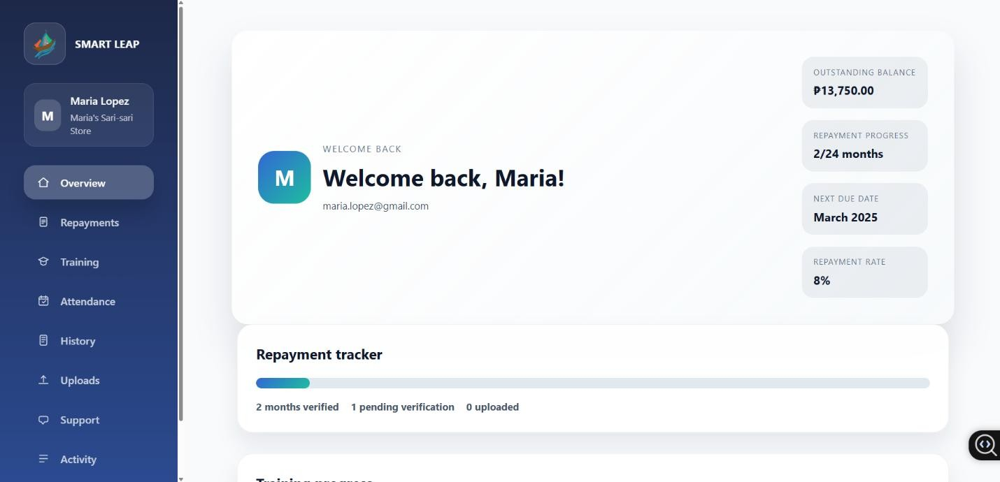 SMART LEAP
M
Maria Lopez
Maria's Sari-sari
Store
Overview
Repayments
Training
Attendance
History
Uploads
Support
Activity
M
WELCOME BACK
Welcome back, Maria!
maria.lopez@gmail.com
OUTSTANDING BALANCE
₱13,750.00
REPAYMENT PROGRESS
2/24 months
NEXT DUE DATE
March 2025
REPAYMENT RATE
8%
Repayment tracker
2 months verified 1 pending verification 0 uploaded
Training progress